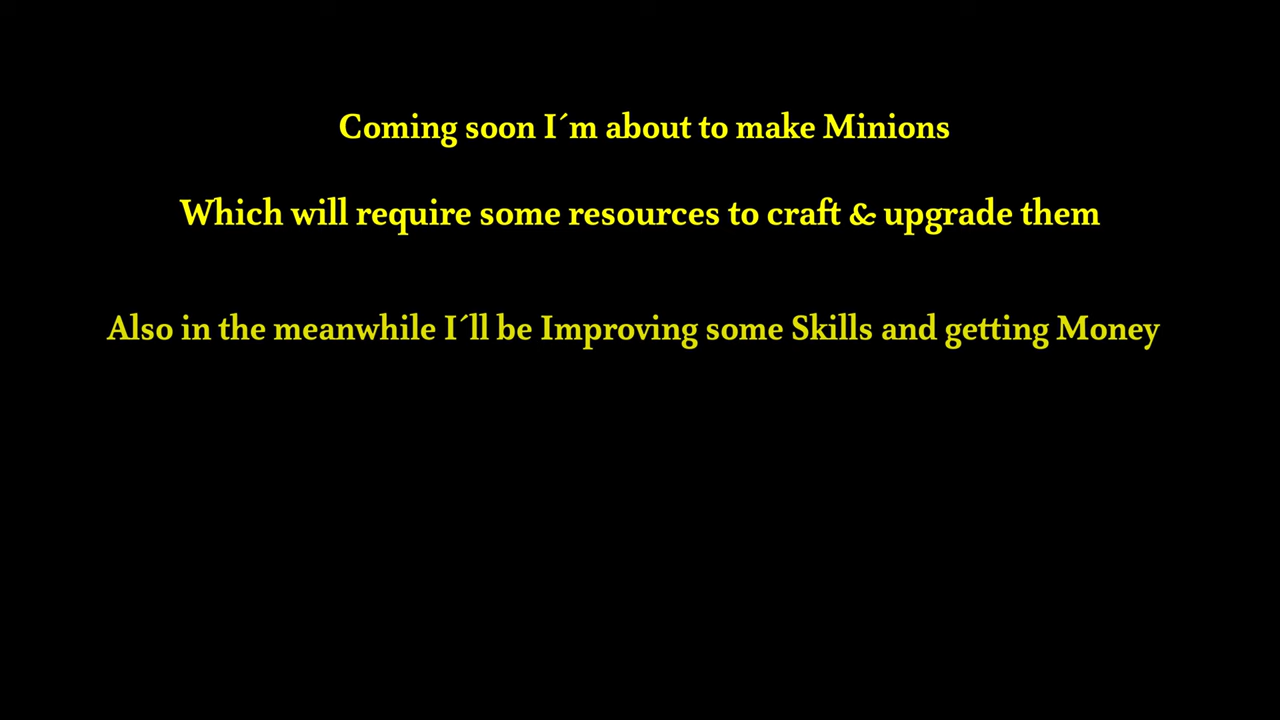 Coming soon I´m about to make Minions
Which will require some resources to craft & upgrade them
Also in the meanwhile I´ll be Improving some Skills and getting Money